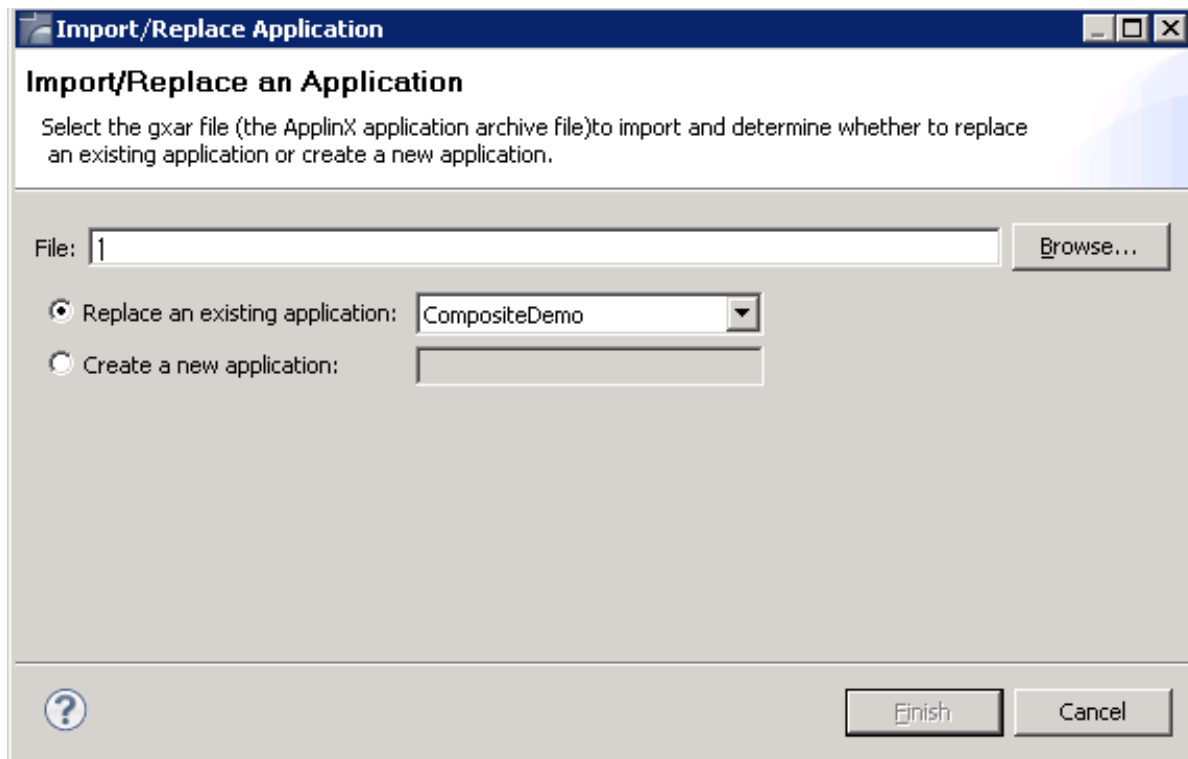 Import/Replace Application
Import/Replace an Application
Select the gxar file (the ApplinX application archive file)to import and determine whether to replace
an existing application or create a new application.
File:
Browse...
Replace an existing application: CompositeDemo
Create a new application:
?
Finish Cancel